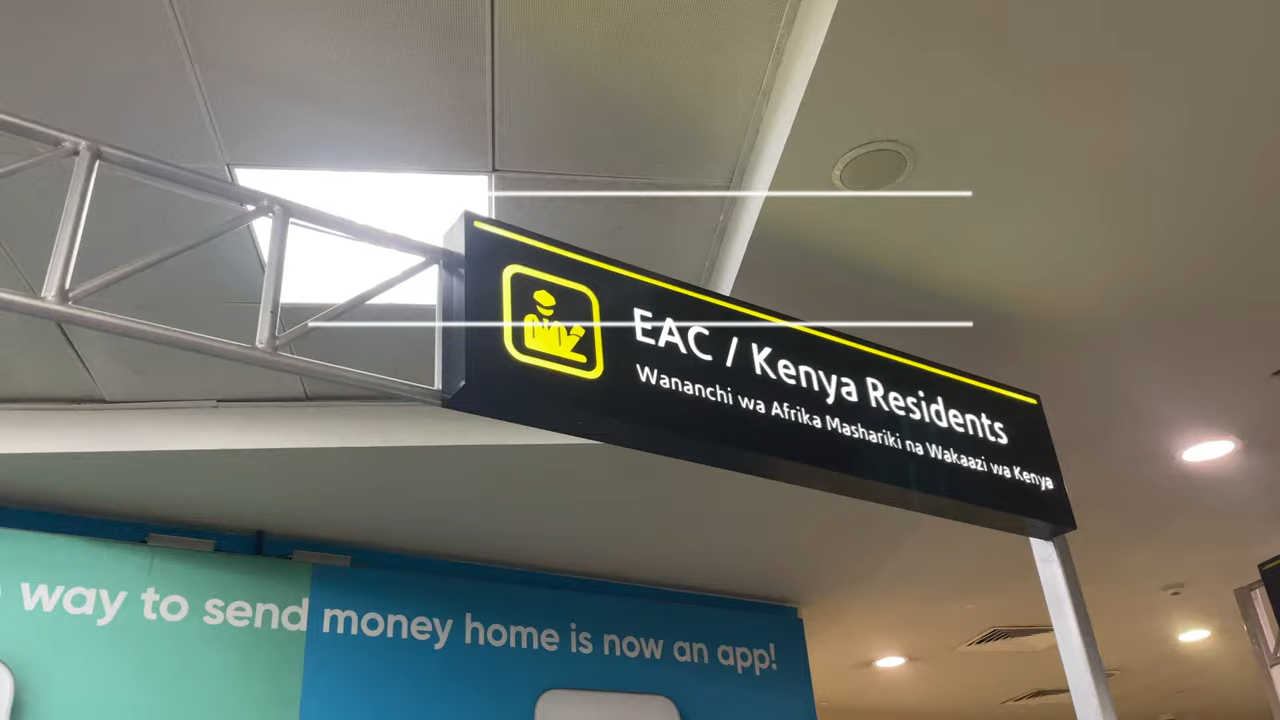 EAC / Kenya Residents
Wananchi wa Afrika Mashariki na Wakaazi wa Kenya
way to send money home is now an app!